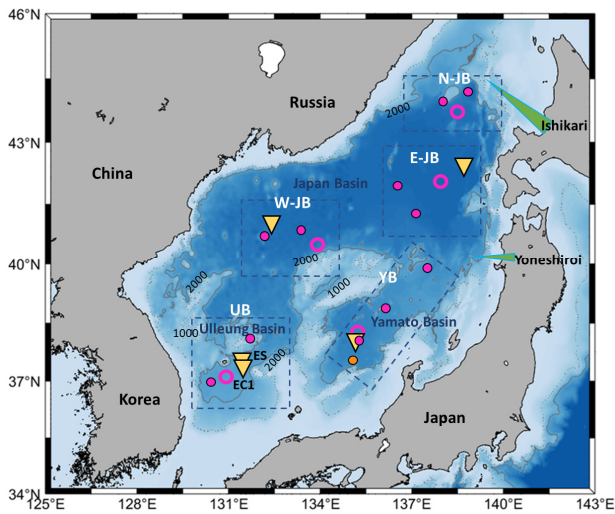 46°N
N-JB
2000
Russia
Ishikari
43°N
E-JB
China
Japan Basin
W-JB
2000
40°N
Yoneshiroi
2000
1000
YB
UB
1000
Ulleung Basin
Yamato Basin
ES
2000
EC1
37°N
Korea
Japan
34°N
125°E
128°E
131°E
134°E
137°E
140°E
143°E